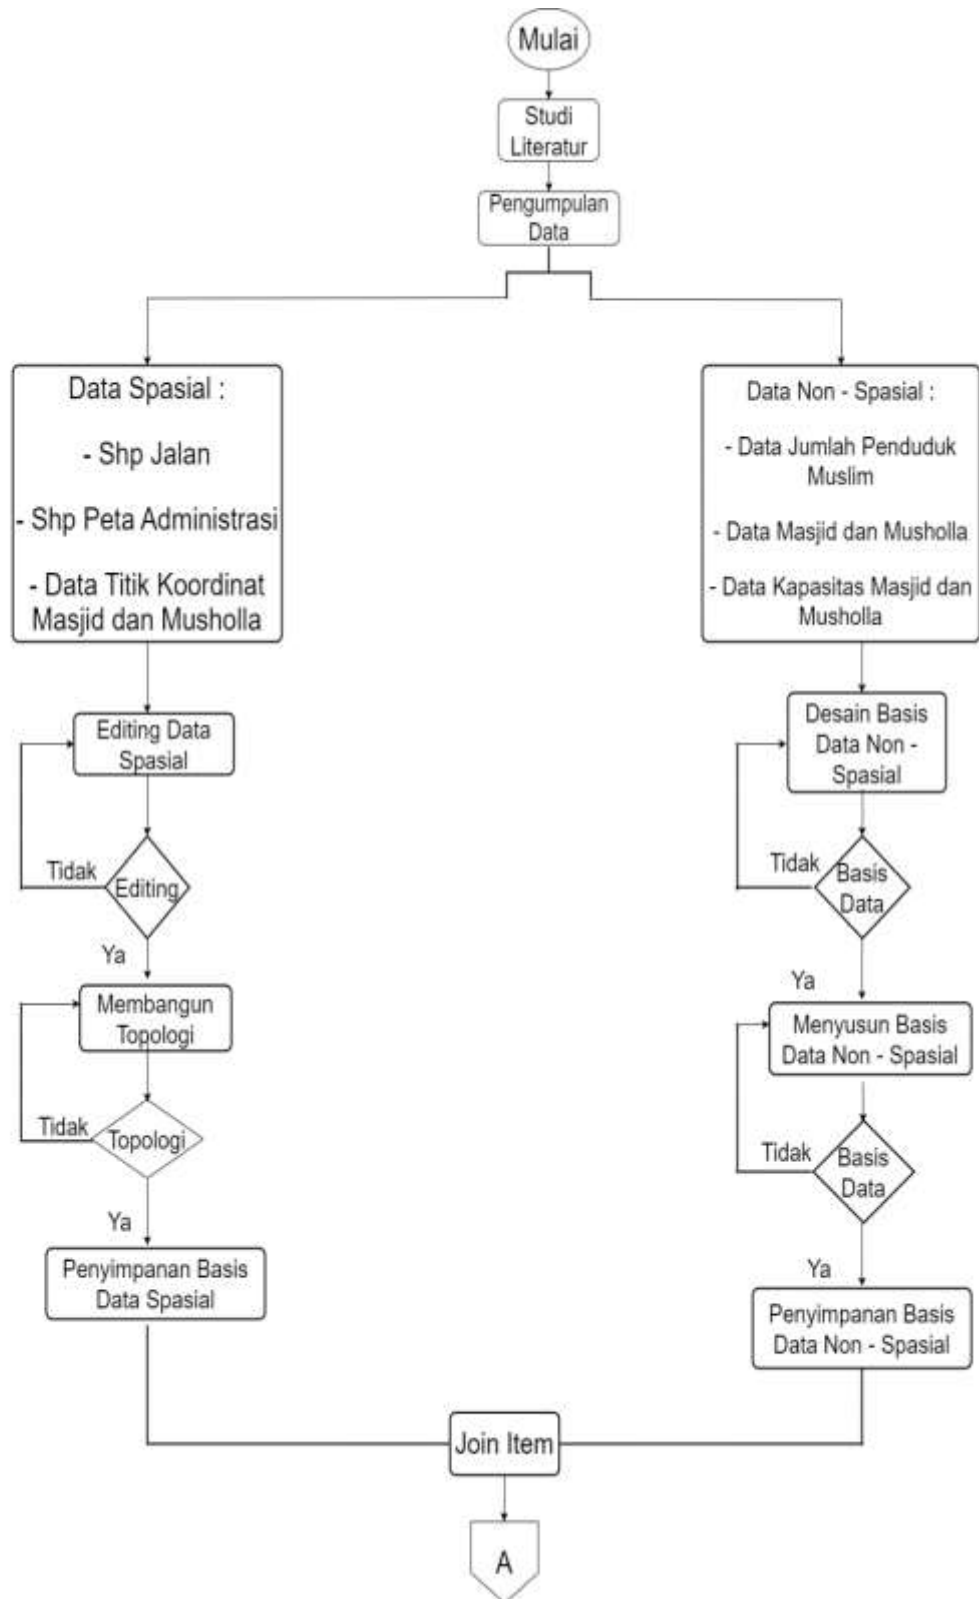 Mulai
Studi
Literatur
Pengumpulan
Data
Data Spasial :
- Shp Jalan
- Shp Peta Administrasi
- Data Titik Koordinat
Masjid dan Musholla
Editing Data
Spasial
Tidak
Editing
Ya
Membangun
Topologi
Tidak
Topologi
Ya
Penyimpanan Basis
Data Spasial
Data Non - Spasial :
- Data Jumlah Penduduk
Muslim
- Data Masjid dan Musholla
- Data Kapasitas Masjid dan
Musholla
Desain Basis
Data Non -
Spasial
Tidak
Basis
Data
Ya
Menyusun Basis
Data Non - Spasial
Tidak
Basis
Data
Ya
Penyimpanan Basis
Data Non - Spasial
Join Item
A